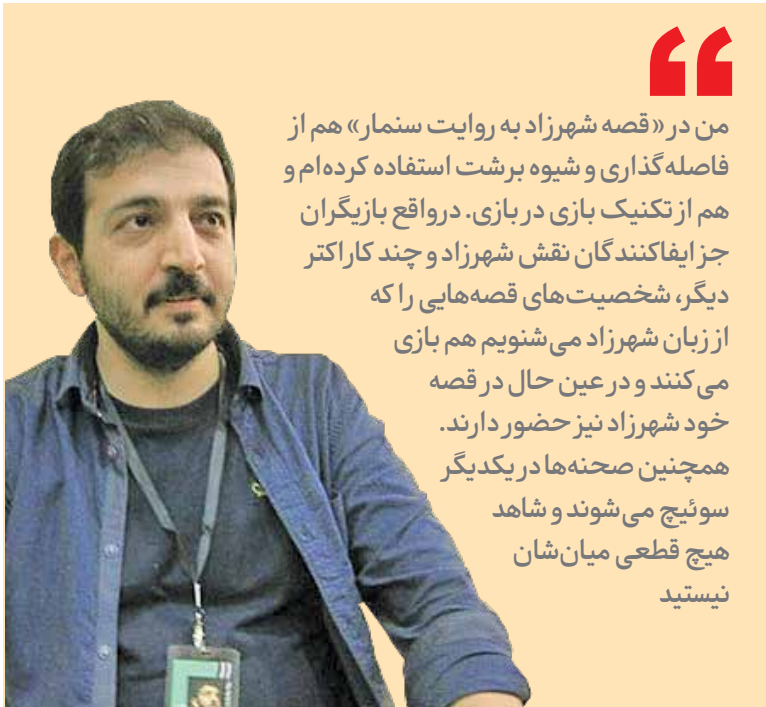 من در «قصه شهرزاد به روایت سنمار» هم از
فاصله‌گذاری و شیوه برشت استفاده کرده‌ام و
هم از تکنیک بازی در بازی. درواقع بازیگران
جز ایفاکنندگان نقش شهرزاد و چند کاراکتر
دیگر، شخصیت‌های قصه‌هایی را که
از زبان شهرزاد می‌شنویم هم بازی
می‌کنند و در عین حال در قصه
خود شهرزاد نیز حضور دارند.
همچنین صحنه‌ها در یکدیگر
سوئیچ می‌شوند و شاهد
هیچ قطعی میان‌شان
نیستید